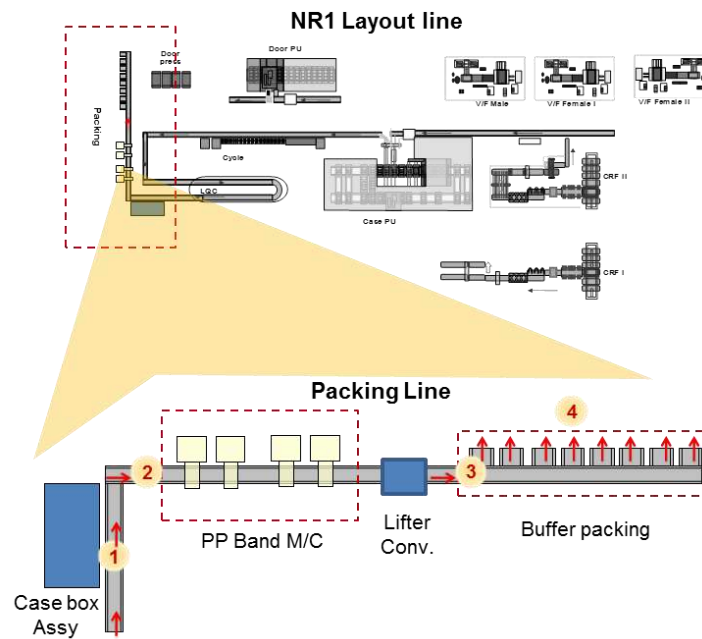 NR1 Layout line
Door
press
Door PU
V/F Male
V/F Female I
V/F Female II
Packing
Cycle
LQC
Case PU
CRF II
CRF I
Packing Line
4
2
3
1
PP Band M/C
Lifter
Conv.
Buffer packing
Case box
Assy